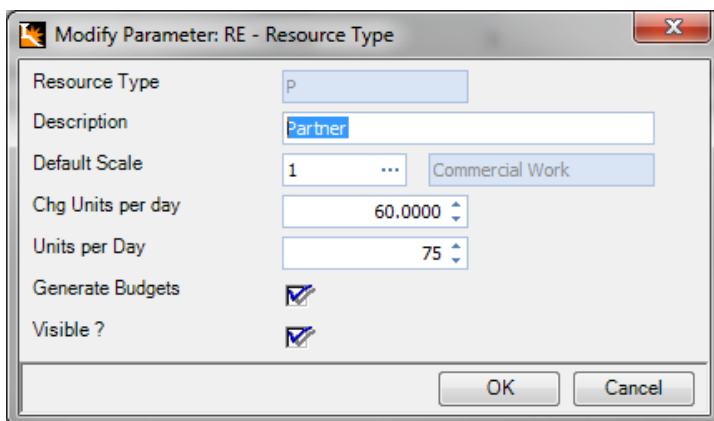 Modify Parameter: RE - Resource Type
Resource Type P
Description Partner
Default Scale 1 ... Commercial Work
Chg Units per day 60.0000
Units per Day 75
Generate Budgets
Visible ?
OK Cancel